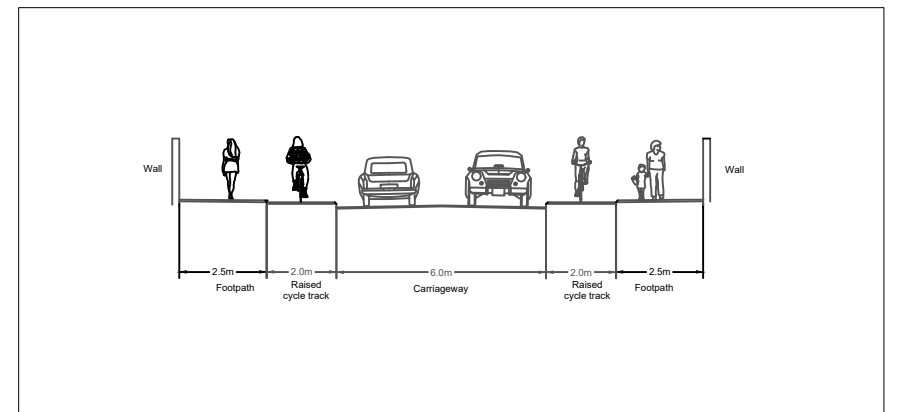 Wall
Wall
2.5m
2.0m
6.0m
2.0m
2.5m
Footpath
Raised
cycle track
Carriageway
Raised
cycle track
Footpath